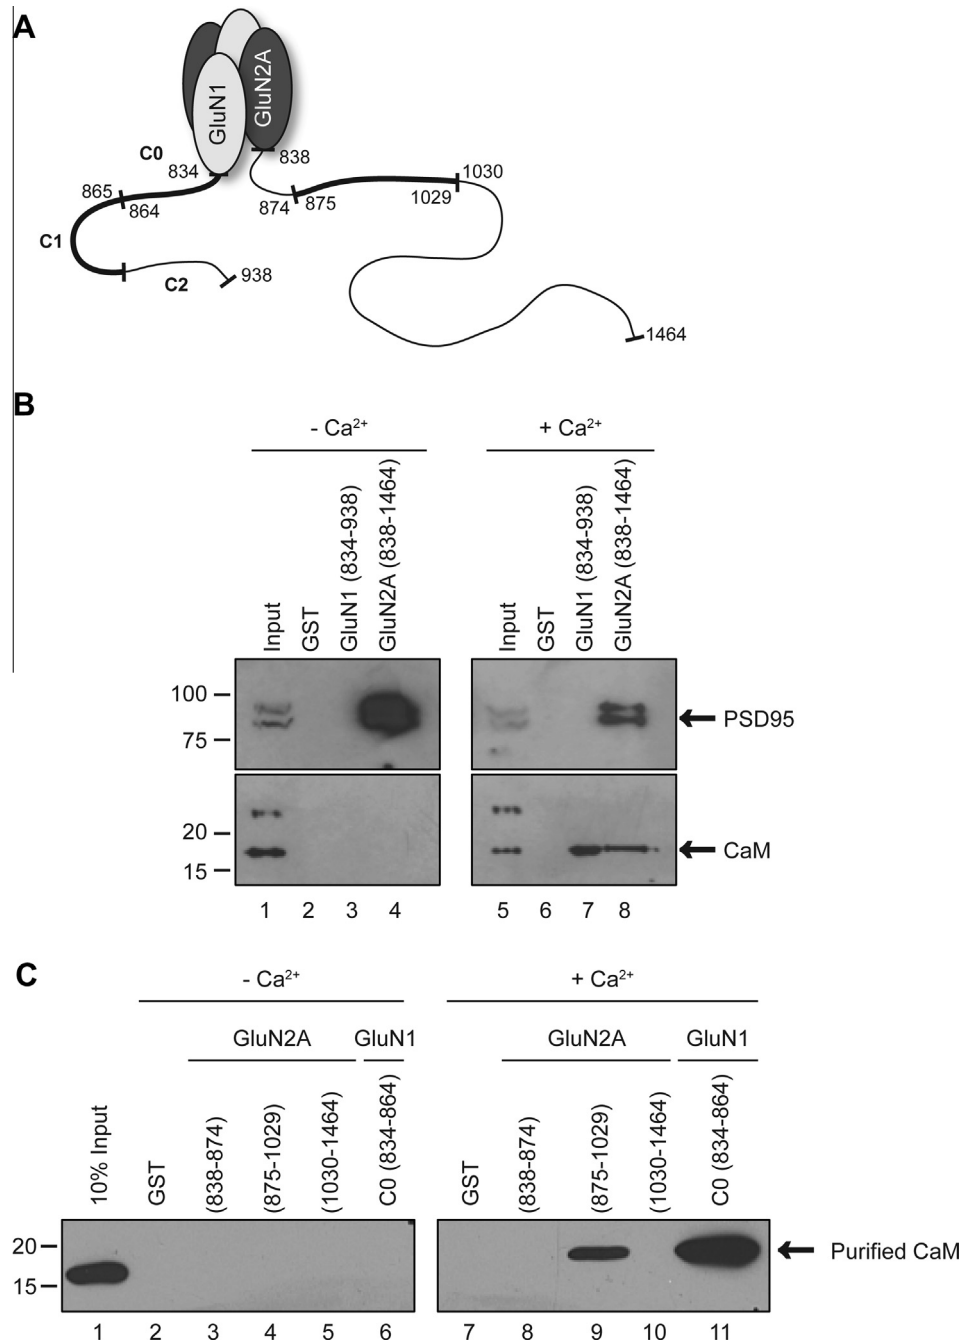 A
GluN1
GluN2A
C0
834
838
865
864
874
875
1030
1029
C1
C2
938
1464
B
- Ca²⁺
+ Ca²⁺
Input
GST
GluN1 (834-938)
GluN2A (838-1464)
Input
GST
GluN1 (834-938)
GluN2A (838-1464)
100
75
PSD95
20
15
CaM
1 2 3 4 5 6 7 8
C
- Ca²⁺
+ Ca²⁺
GluN2A GluN1 GluN2A GluN1
10% Input
GST
(838-874)
(875-1029)
(1030-1464)
C0 (834-864)
GST
(838-874)
(875-1029)
(1030-1464)
C0 (834-864)
20
15
Purified CaM
1 2 3 4 5 6 7 8 9 10 11